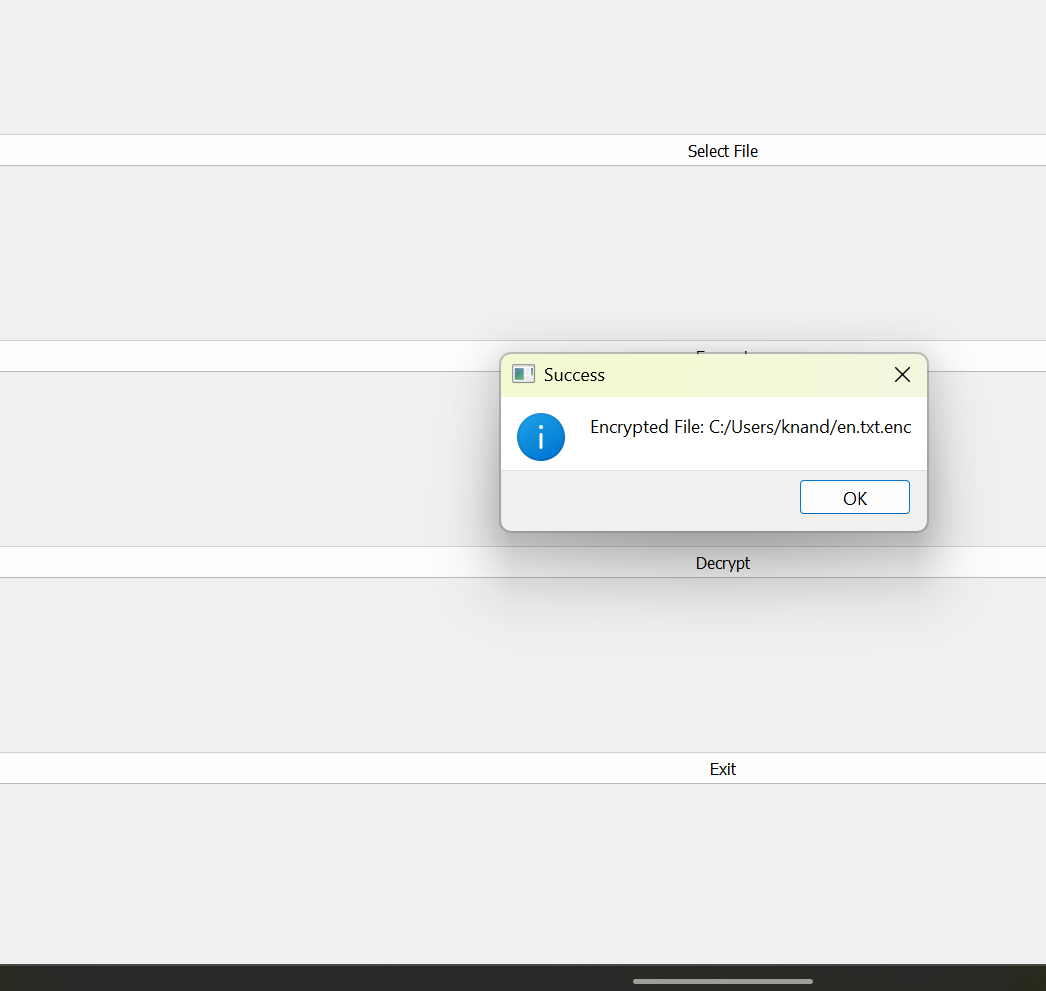 Select File
Success
Encrypted File: C:/Users/knand/en.txt.enc
OK
Decrypt
Exit